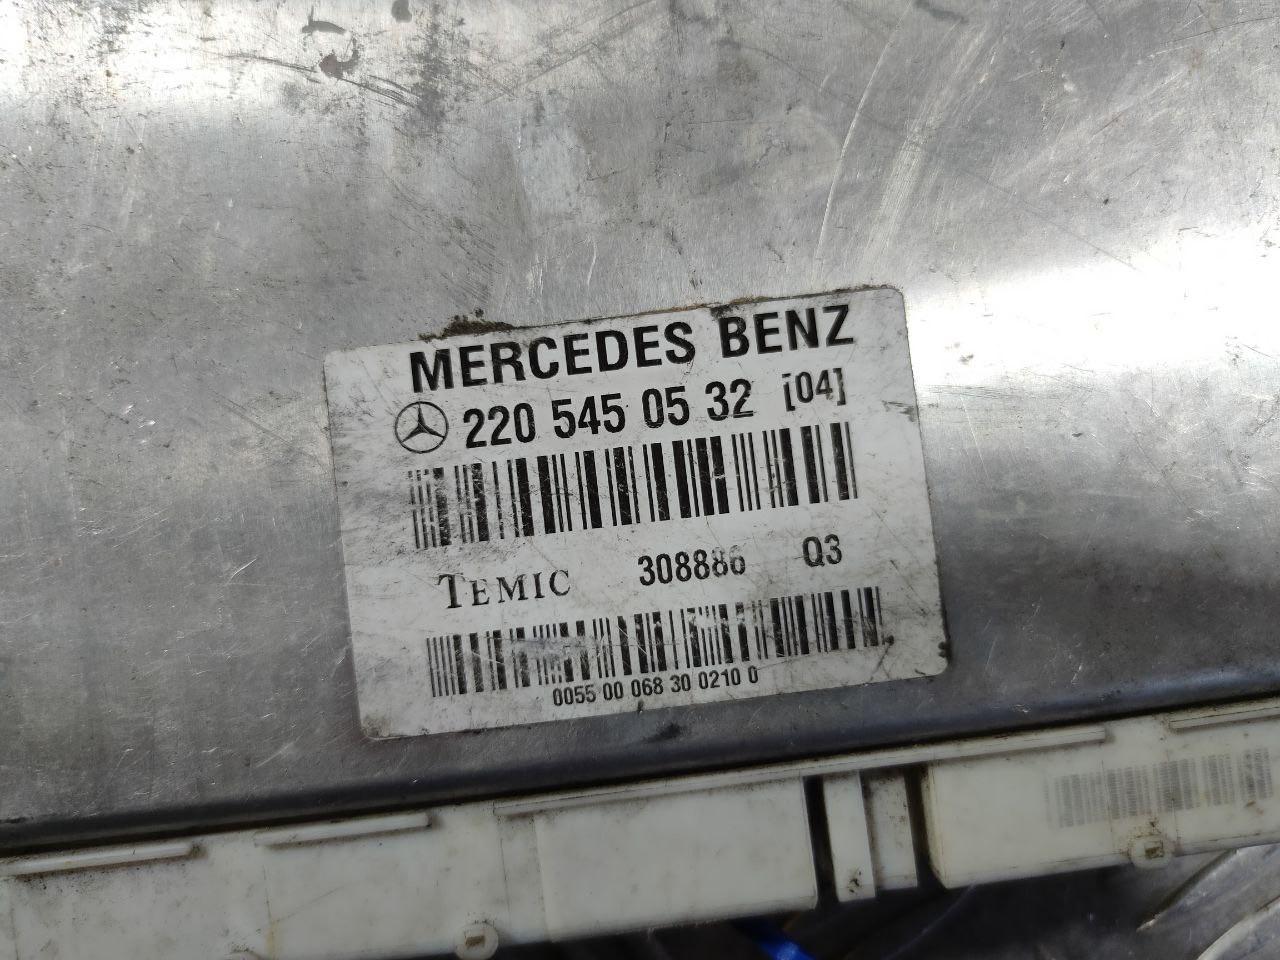 MERCEDES BENZ
220 545 05 32 [04]
TEMIC 308886 Q3
0055 00 068 30 0210 0